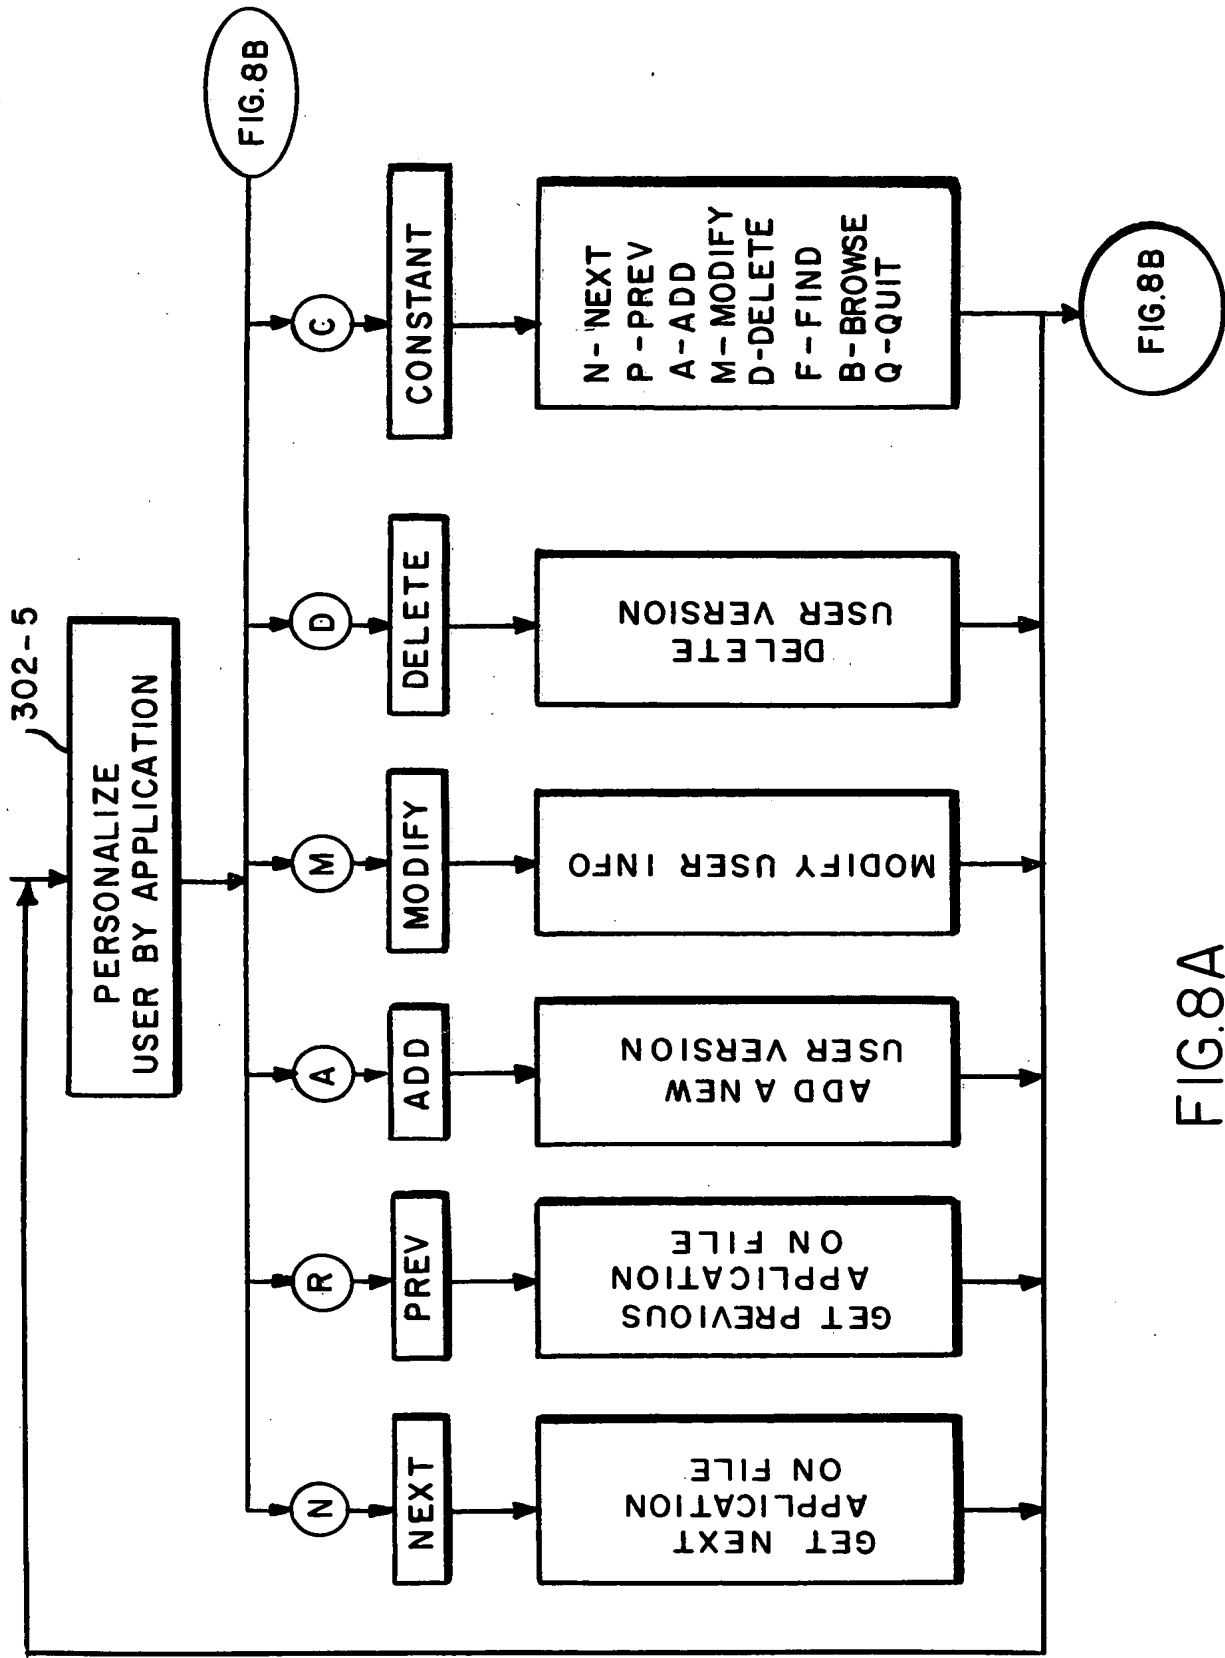 302-5
PERSONALIZE
USER BY APPLICATION
FIG.8B
N
R
A
M
D
C
NEXT
PREV
ADD
MODIFY
DELETE
CONSTANT
GET NEXT
APPLICATION
ON FILE
GET PREVIOUS
APPLICATION
ON FILE
ADD A NEW
USER VERSION
MODIFY USER INFO
DELETE
USER VERSION
N-NEXT
P-PREV
A-ADD
M-MODIFY
D-DELETE
F-FIND
B-BROWSE
Q-QUIT
FIG.8B
FIG.8A